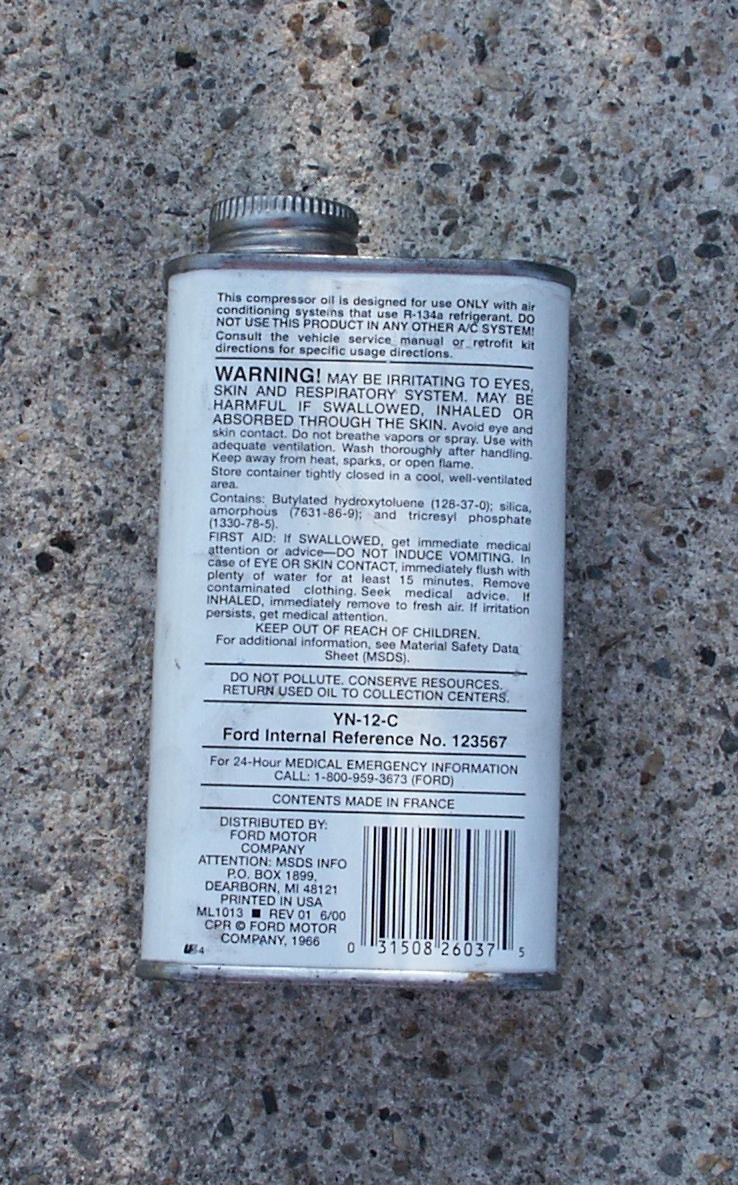 This compressor oil is designed for use ONLY with air
conditioning systems that use R-134a refrigerant. DO
NOT USE THIS PRODUCT IN ANY OTHER A/C SYSTEM!
Consult the vehicle service manual or retrofit kit
directions for specific usage directions.
WARNING! MAY BE IRRITATING TO EYES,
SKIN AND RESPIRATORY SYSTEM. MAY BE
HARMFUL IF SWALLOWED, INHALED OR
ABSORBED THROUGH THE SKIN. Avoid eye and
skin contact. Do not breathe vapors or spray. Use with
adequate ventilation. Wash thoroughly after handling.
Keep away from heat, sparks, or open flame.
Store container tightly closed in a cool, well-ventilated
area.
Contains: Butylated hydroxytoluene (128-37-0); silica,
amorphous (7631-86-9); and tricresyl phosphate
(1330-78-5).
FIRST AID: If SWALLOWED, get immediate medical
attention or advice—DO NOT INDUCE VOMITING. In
case of EYE OR SKIN CONTACT, immediately flush with
plenty of water for at least 15 minutes. Remove
contaminated clothing. Seek medical advice. If
INHALED, immediately remove to fresh air. If irritation
persists, get medical attention.
KEEP OUT OF REACH OF CHILDREN.
For additional information, see Material Safety Data
Sheet (MSDS).
DO NOT POLLUTE. CONSERVE RESOURCES.
RETURN USED OIL TO COLLECTION CENTERS.
YN-12-C
Ford Internal Reference No. 123567
For 24-Hour MEDICAL EMERGENCY INFORMATION
CALL: 1-800-959-3673 (FORD)
CONTENTS MADE IN FRANCE
DISTRIBUTED BY:
FORD MOTOR
COMPANY
ATTENTION: MSDS INFO
P.O. BOX 1899,
DEARBORN, MI 48121
PRINTED IN USA
ML1013 ■ REV 01 6/00
CPR © FORD MOTOR
COMPANY, 1966
0 31508 26037 5